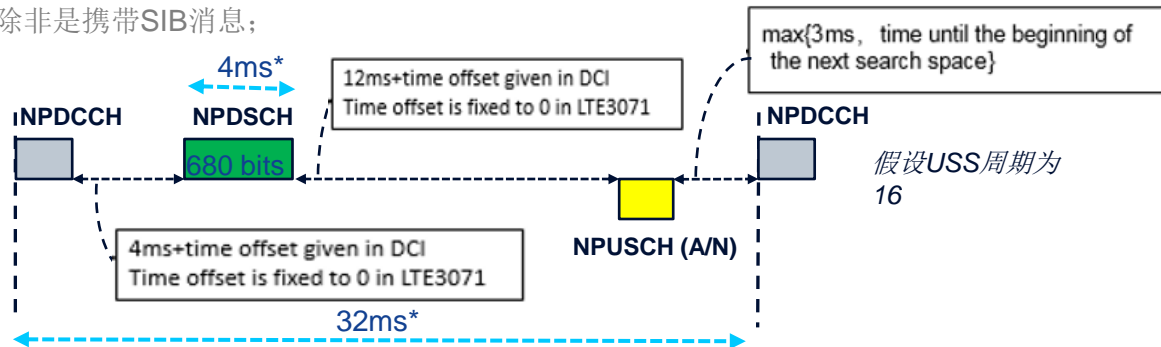 除非是携带SIB消息；
max{3ms， time until the beginning of
the next search space}
4ms*
12ms+time offset given in DCI
Time offset is fixed to 0 in LTE3071
NPDCCH
NPDSCH
NPDCCH
680 bits
假设USS周期为
16
4ms+time offset given in DCI
Time offset is fixed to 0 in LTE3071
NPUSCH (A/N)
32ms*